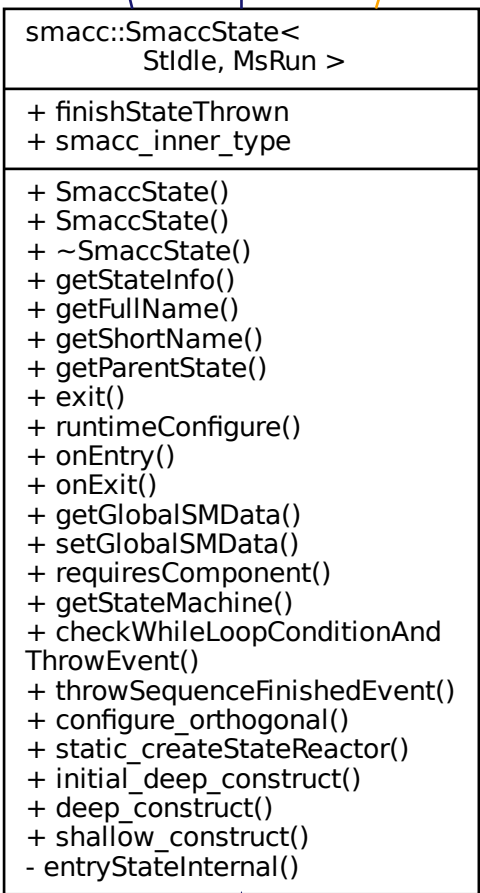 smacc::SmaccState<
StIdle, MsRun >
+ finishStateThrown
+ smacc_inner_type
+ SmaccState()
+ SmaccState()
+ ~SmaccState()
+ getStateInfo()
+ getFullName()
+ getShortName()
+ getParentState()
+ exit()
+ runtimeConfigure()
+ onEntry()
+ onExit()
+ getGlobalSMData()
+ setGlobalSMData()
+ requiresComponent()
+ getStateMachine()
+ checkWhileLoopConditionAnd
ThrowEvent()
+ throwSequenceFinishedEvent()
+ configure_orthogonal()
+ static_createStateReactor()
+ initial_deep_construct()
+ deep_construct()
+ shallow_construct()
- entryStateInternal()